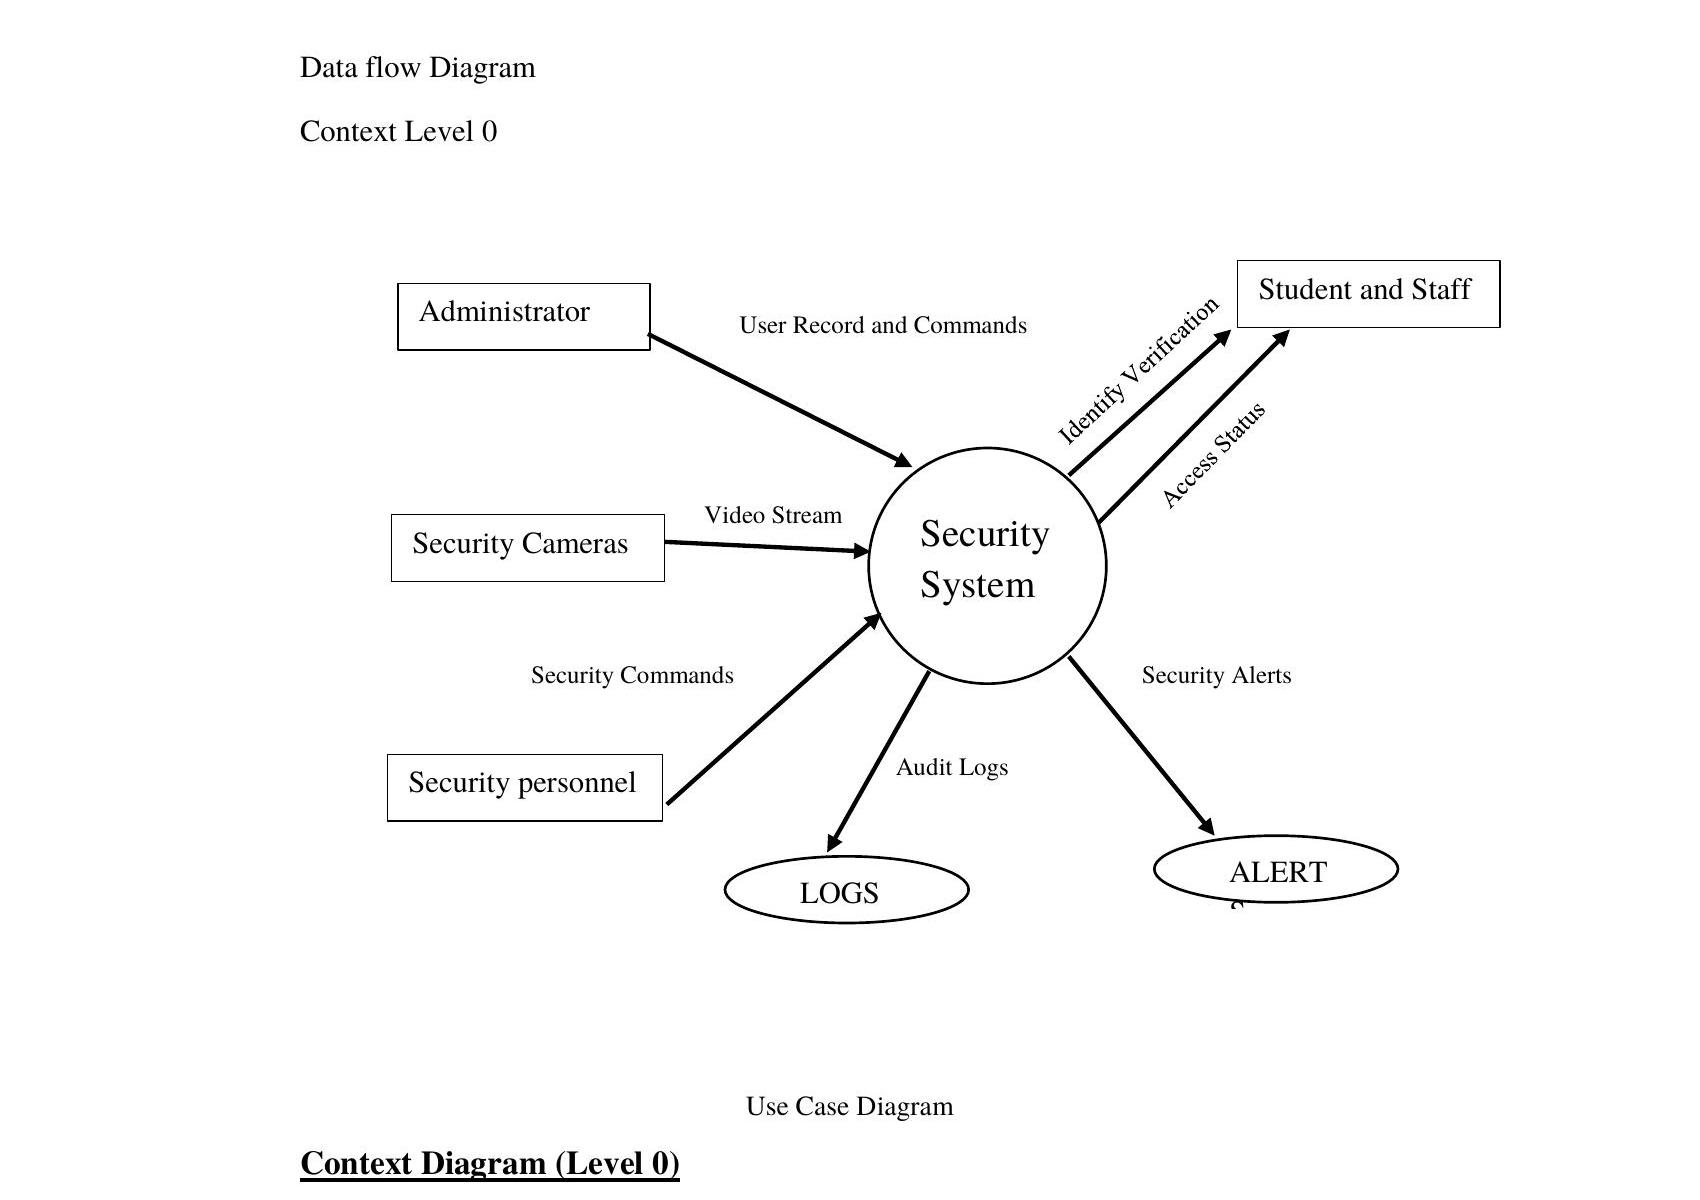 Data flow Diagram
Context Level 0
Student and Staff
Administrator
User Record and Commands
Identify Verification
Access Status
Video Stream
Security Cameras
Security
System
Security Commands
Security Alerts
Audit Logs
Security personnel
ALERT
LOGS
Use Case Diagram
Context Diagram (Level 0)